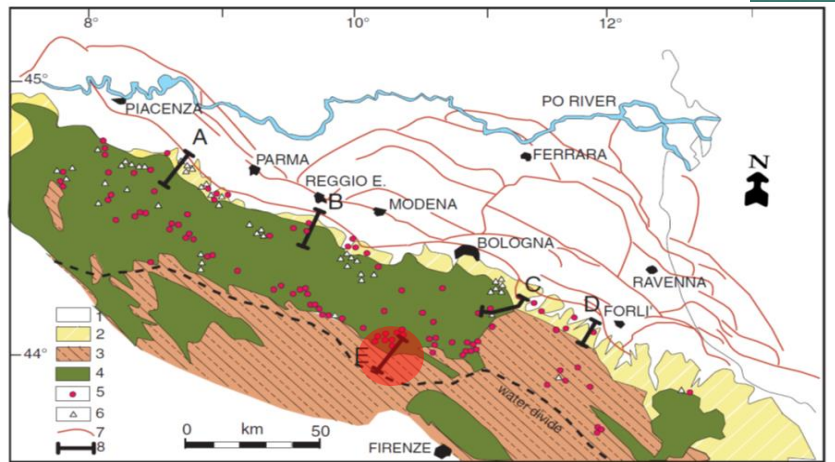 8° 10° 12°
45°
PIACENZA
PO RIVER
A
PARMA
FERRARA
N
REGGIO E.
B
MODENA
BOLOGNA
RAVENNA
C
D
FORLI'
1
2
3
44°
E
4
5
water divide
6
7
8
0 km 50
FIRENZE